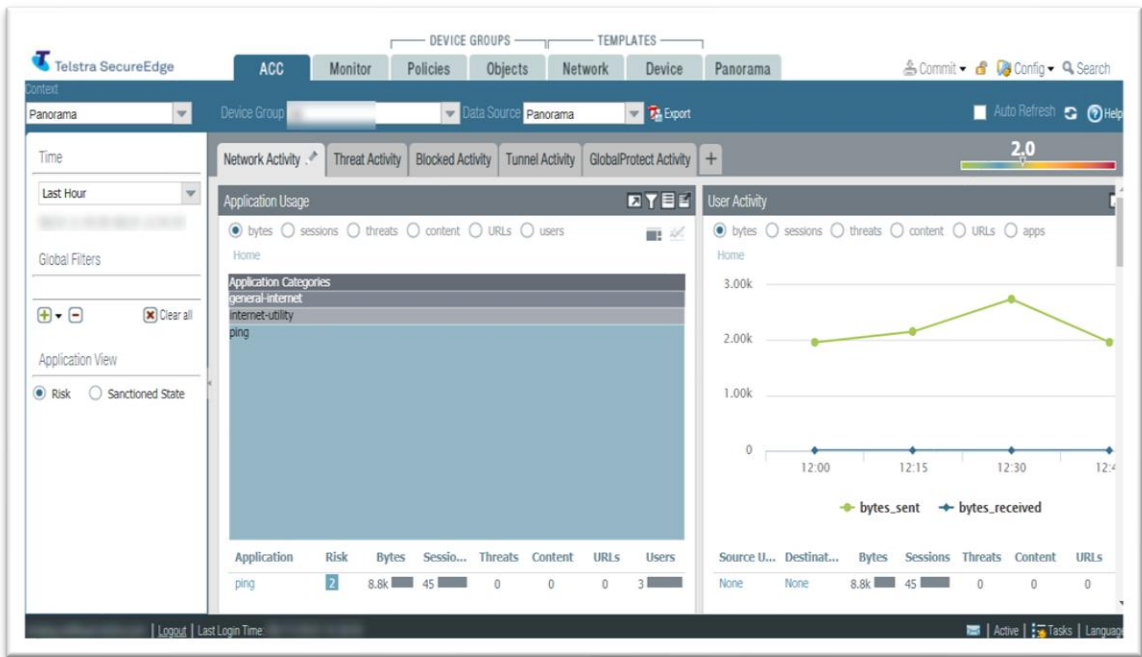 DEVICE GROUPS TEMPLATES
Telstra SecureEdge
ACC Monitor Policies Objects Network Device Panorama
Commit Config Search
Context
Panorama Device Group Data Source Panorama Export Auto Refresh Help
Time
Last Hour
Global Filters
Clear all
Application View
Risk Sanctioned State
Network Activity Threat Activity Blocked Activity Tunnel Activity GlobalProtect Activity +
2.0
Application Usage
bytes sessions threats content URLs users
Home
Application Categories
general-internet
internet-utility
ping
Application Risk Bytes Sessio... Threats Content URLs Users
ping 2 8.8k 45 0 0 0 3
User Activity
bytes sessions threats content URLs apps
Home
3.00k
2.00k
1.00k
0
12:00 12:15 12:30 12:4
bytes_sent bytes_received
Source U... Destinat... Bytes Sessions Threats Content URLs
None None 8.8k 45 0 0 0
Logout | Last Login Time: Active | Tasks | Language